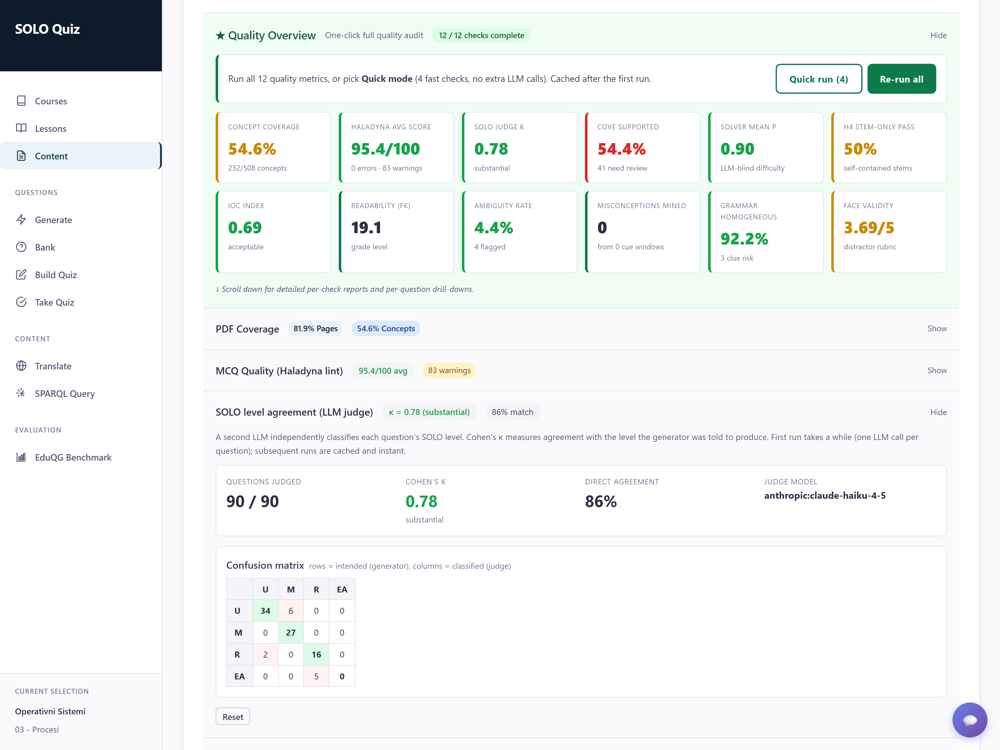 SOLO Quiz
Courses
Lessons
Content
QUESTIONS
Generate
Bank
Build Quiz
Take Quiz
CONTENT
Translate
SPARQL Query
EVALUATION
EduQG Benchmark
CURRENT SELECTION
Operativni Sistemi
03 - Procesi
★ Quality Overview One-click full quality audit 12 / 12 checks complete Hide
Run all 12 quality metrics, or pick Quick mode (4 fast checks, no extra LLM calls). Cached after the first run. Quick run (4) Re-run all
CONCEPT COVERAGE
54.6%
232/508 concepts
HALADYNA AVG SCORE
95.4/100
0 errors · 83 warnings
SOLO JUDGE Κ
0.78
substantial
COVE SUPPORTED
54.4%
41 need review
SOLVER MEAN P
0.90
LLM-blind difficulty
H4 STEM-ONLY PASS
50%
self-contained stems
IOC INDEX
0.69
acceptable
READABILITY (FK)
19.1
grade level
AMBIGUITY RATE
4.4%
4 flagged
MISCONCEPTIONS MINED
0
from 0 cue windows
GRAMMAR
HOMOGENEOUS
92.2%
3 clue risk
FACE VALIDITY
3.69/5
distractor rubric
↓ Scroll down for detailed per-check reports and per-question drill-downs.
PDF Coverage 81.9% Pages 54.6% Concepts Show
MCQ Quality (Haladyna lint) 95.4/100 avg 83 warnings Show
SOLO level agreement (LLM judge) κ = 0.78 (substantial) 86% match Hide
A second LLM independently classifies each question's SOLO level. Cohen's κ measures agreement with the level the generator was told to produce. First run takes a while (one LLM call per
question); subsequent runs are cached and instant.
QUESTIONS JUDGED
90 / 90
COHEN'S Κ
0.78
substantial
DIRECT AGREEMENT
86%
JUDGE MODEL
anthropic:claude-haiku-4-5
Confusion matrix rows = intended (generator), columns = classified (judge)
U M R EA
U 34 6 0 0
M 0 27 0 0
R 2 0 16 0
EA 0 0 5 0
Reset